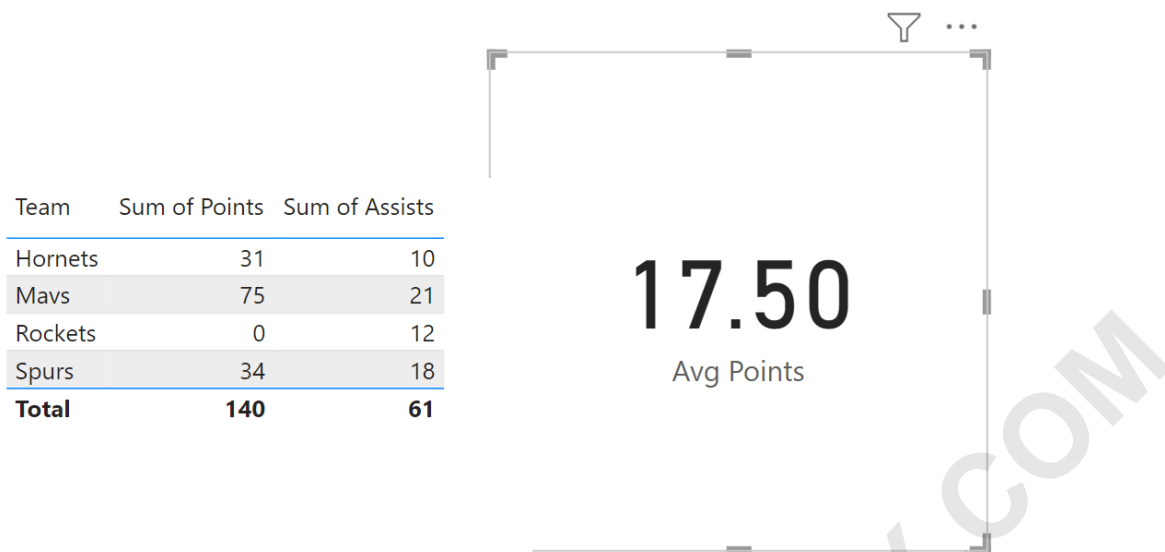 Team Sum of Points Sum of Assists
Hornets 31 10
Mavs 75 21
Rockets 0 12
Spurs 34 18
Total 140 61
17.50
Avg Points
COM